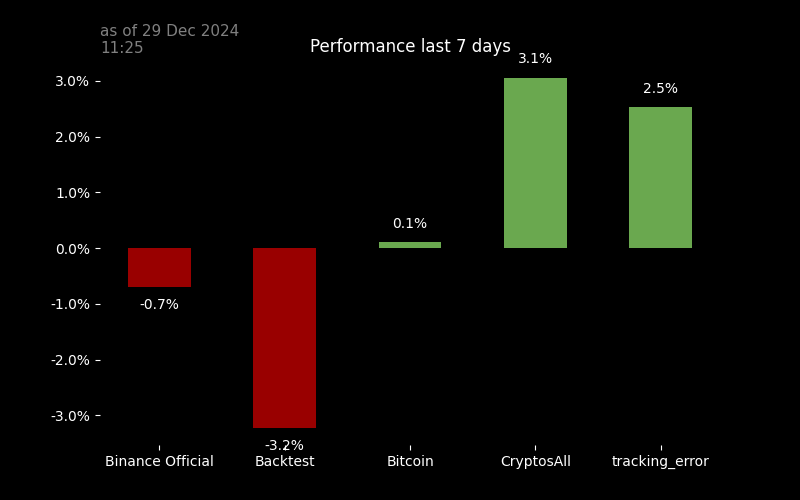 as of 29 Dec 2024
11:25
Performance last 7 days
3.1%
3.0%
2.5%
2.0%
1.0%
0.1%
0.0%
-0.7%
-1.0%
-2.0%
-3.0%
-3.2%
Binance Official
Backtest
Bitcoin
CryptosAll
tracking_error